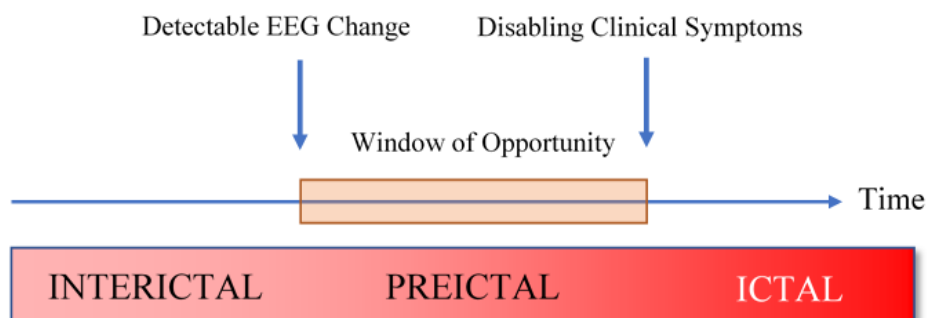 Detectable EEG Change
Disabling Clinical Symptoms
Window of Opportunity
Time
INTERICTAL
PREICTAL
ICTAL